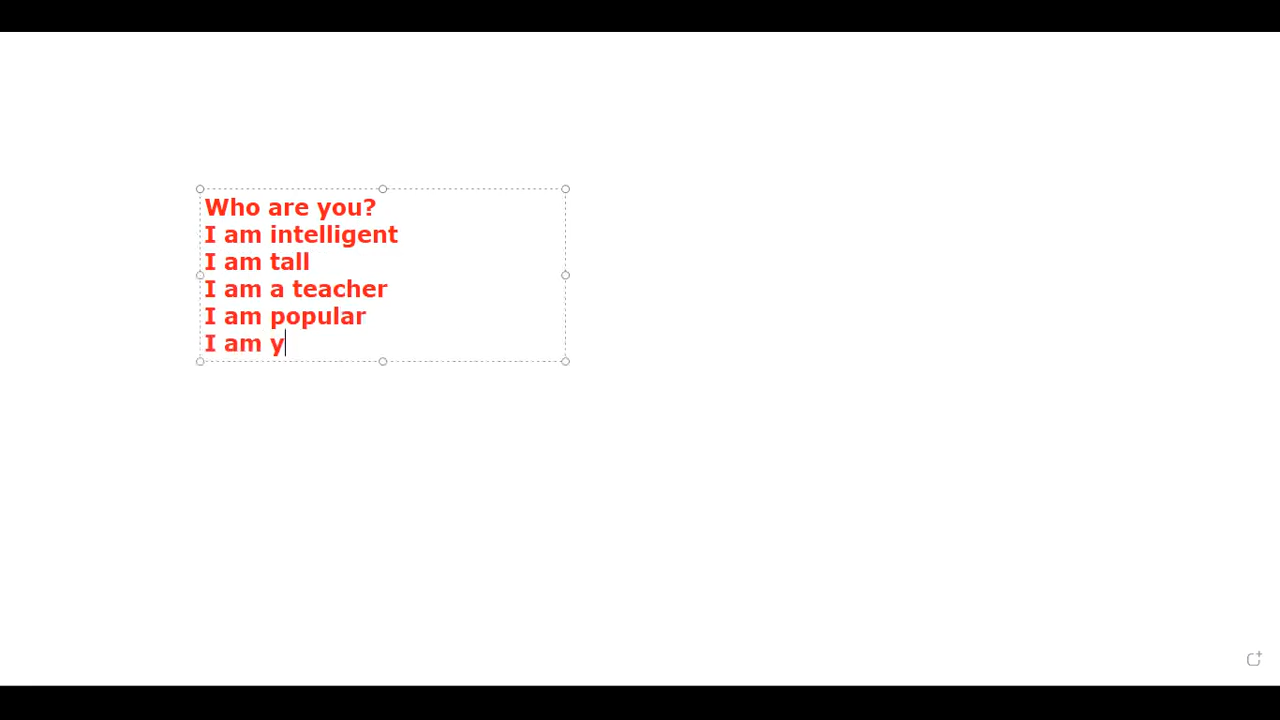 Who are you?
I am intelligent
I am tall
I am a teacher
I am popular
I am y